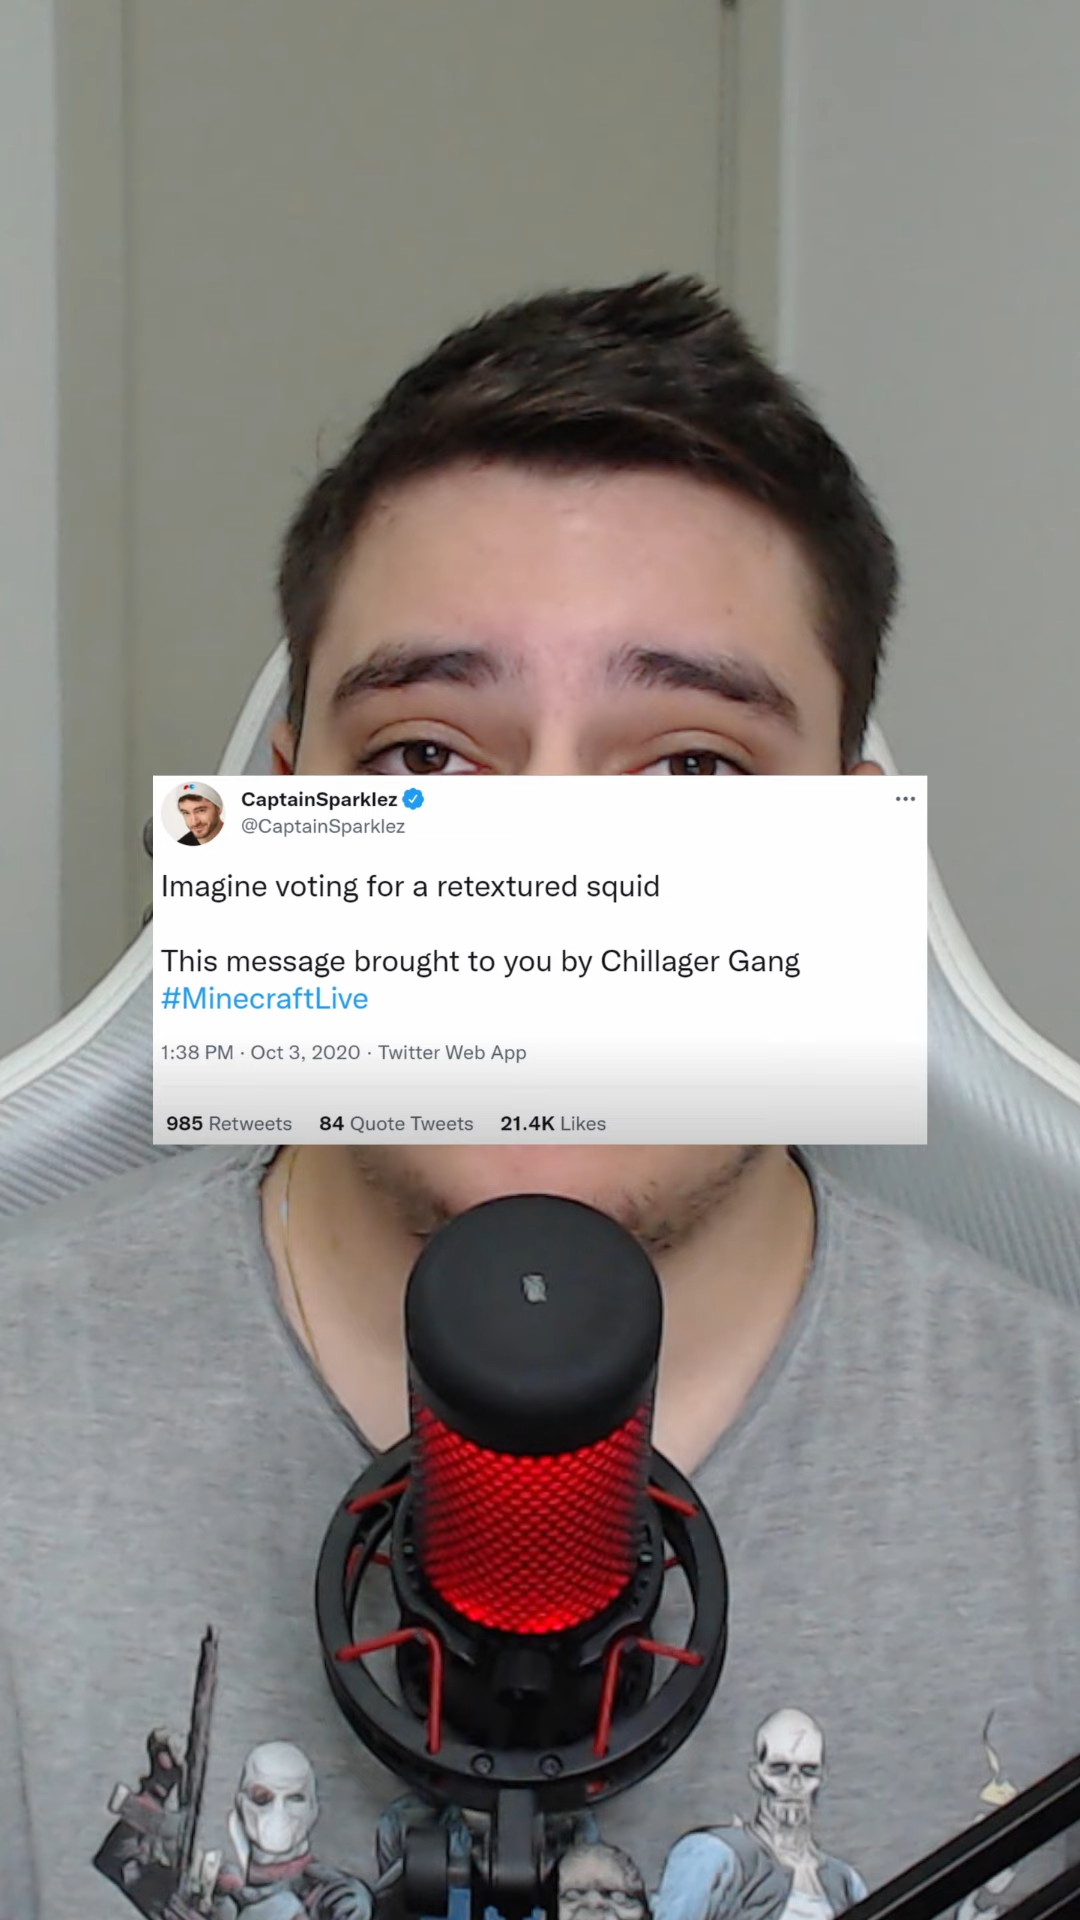 CaptainSparklez
@CaptainSparklez
Imagine voting for a retextured squid
This message brought to you by Chillager Gang
#MinecraftLive
1:38 PM · Oct 3, 2020 · Twitter Web App
985 Retweets 84 Quote Tweets 21.4K Likes